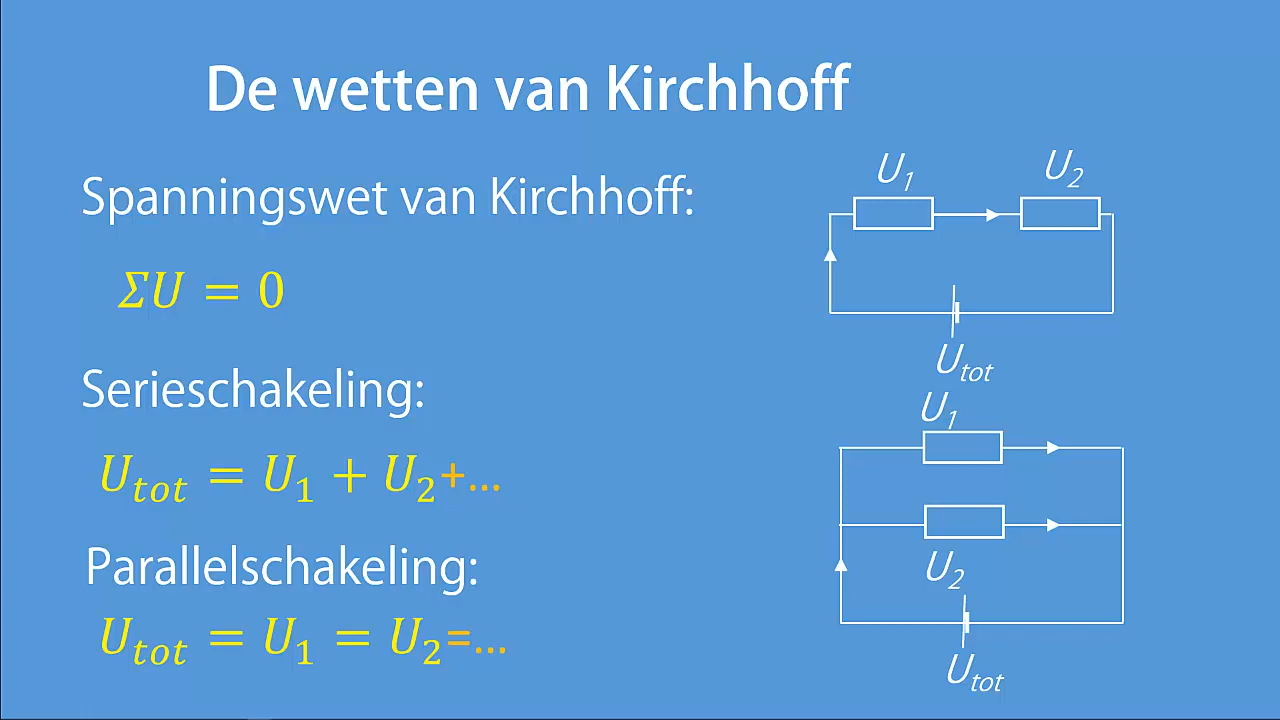 De wetten van Kirchhoff
Spanningswet van Kirchhoff:
ΣU = 0
Serieschakeling:
U_tot = U_1 + U_2+...
Parallelschakeling:
U_tot = U_1 = U_2=...
U_1
U_2
U_tot
U_1
U_2
U_tot